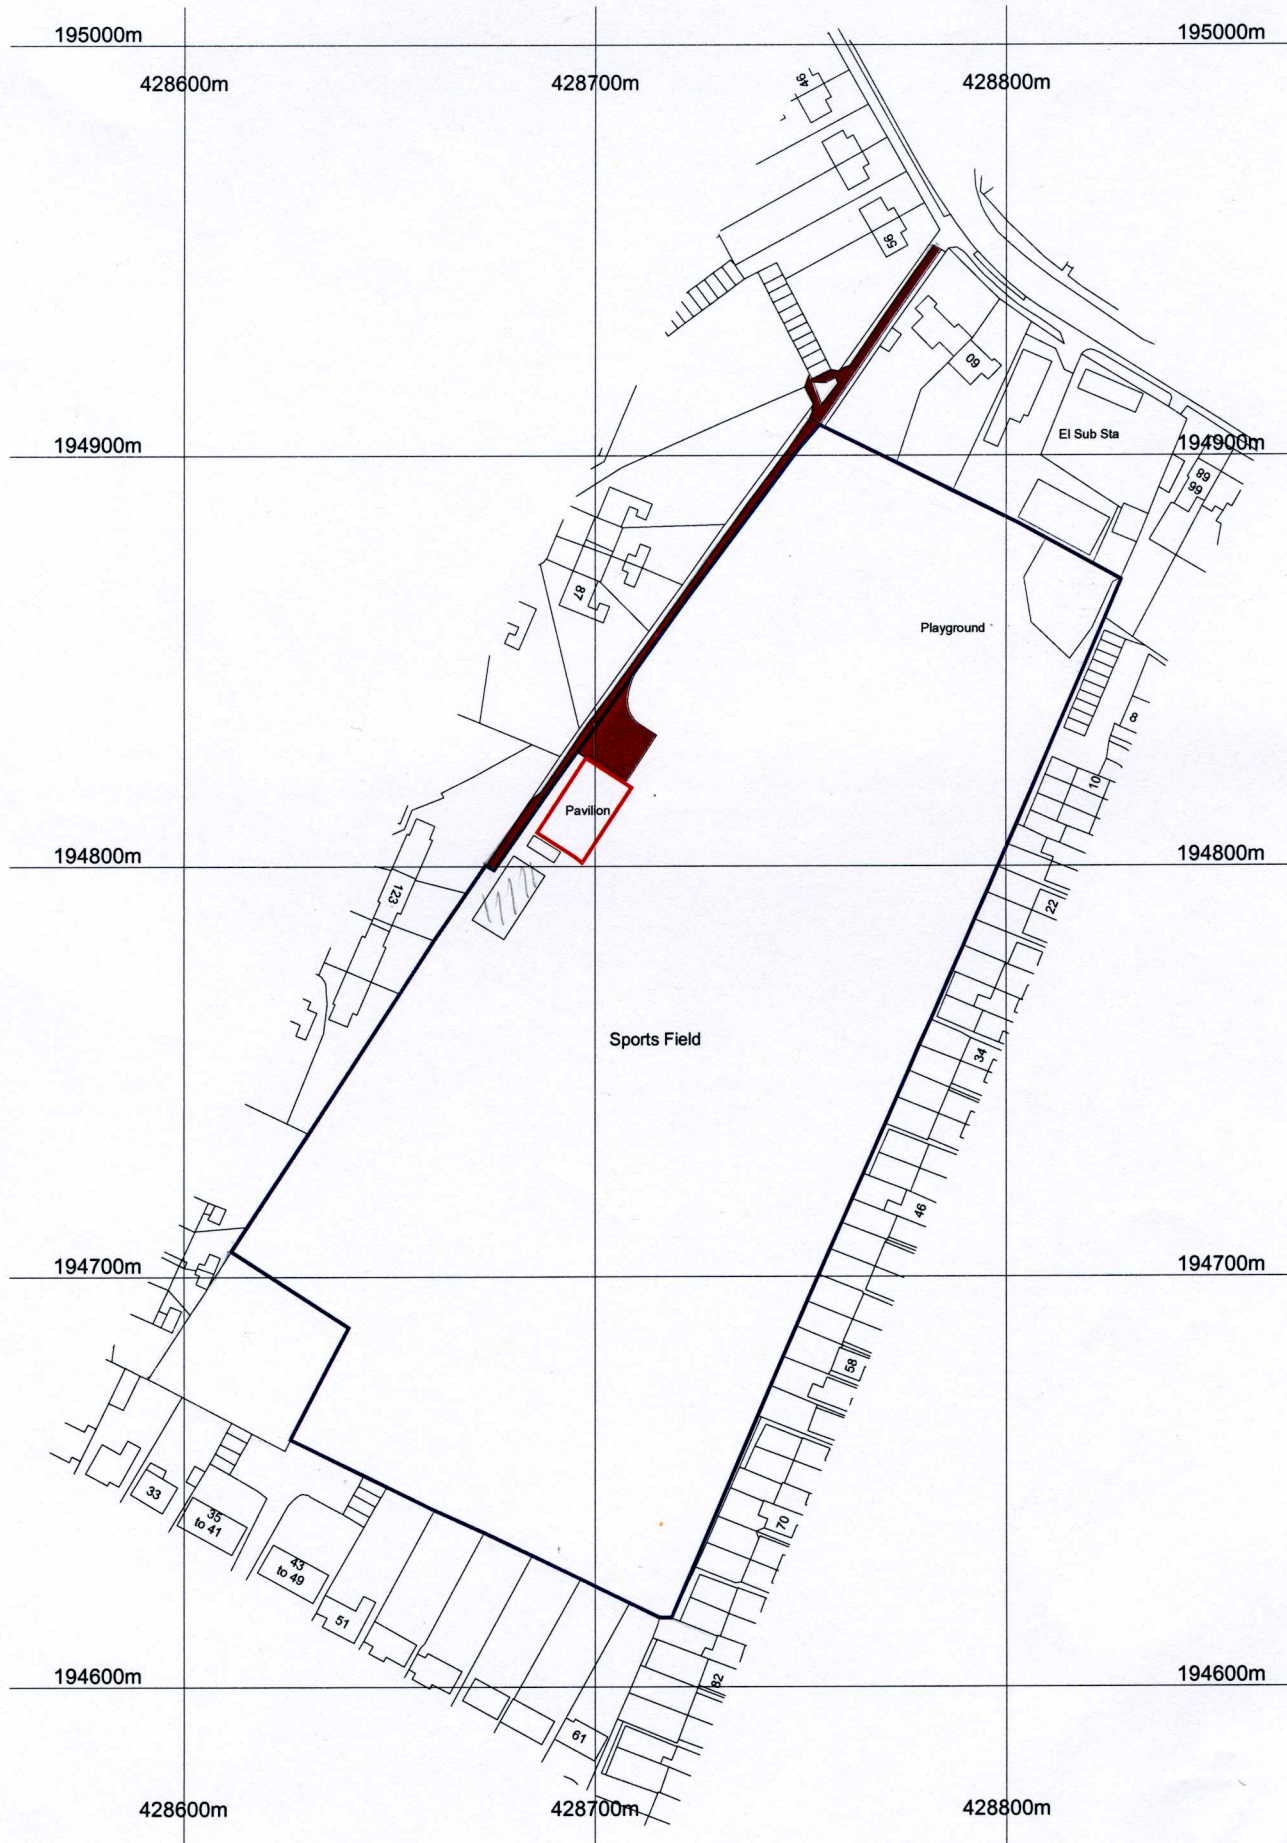 195000m
195000m
428600m
428700m
428800m
46
56
60
El Sub Sta
194900m
194900m
68
66
87
Playground
8
10
Pavilion
194800m
194800m
123
22
Sports Field
34
46
194700m
194700m
58
33
35
to 41
70
43
to 49
51
194600m
194600m
82
61
428600m
428700m
428800m